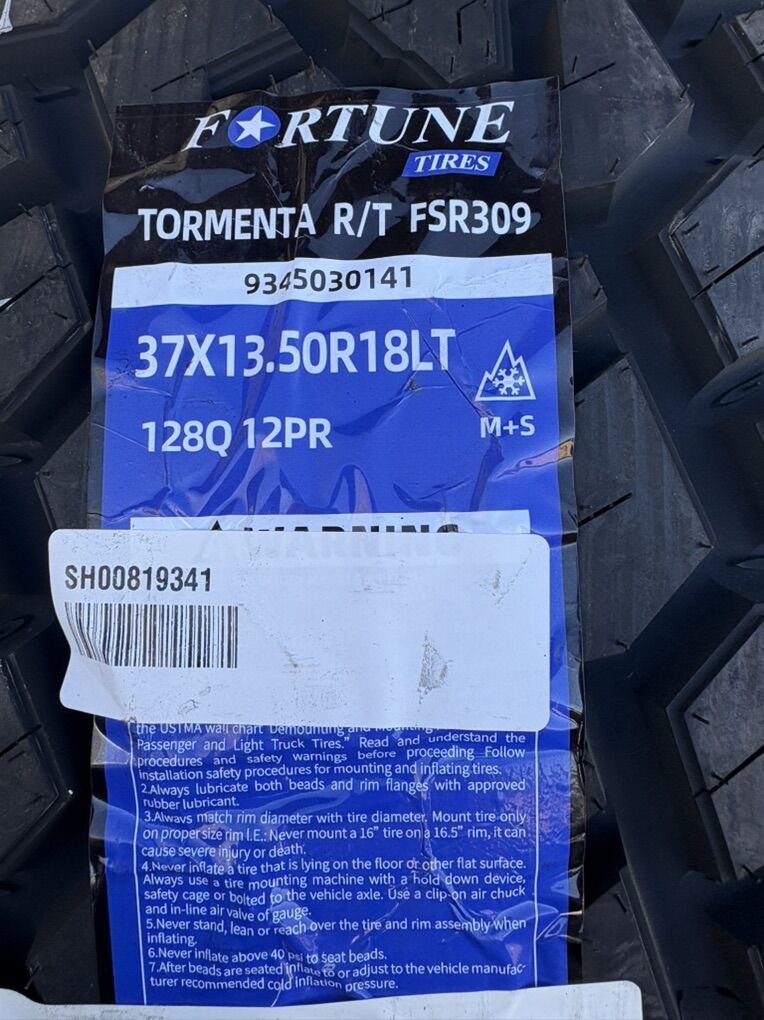 FORTUNE
TIRES
TORMENTA R/T FSR309
9345030141
37X13.50R18LT
128Q 12PR
M+S
WARNING
SH00819341
the USTMA wall chart "Demounting and Mounting
Passenger and Light Truck Tires." Read and understand the
procedures and safety warnings before proceeding Follow
installation safety procedures for mounting and inflating tires.
2.Always lubricate both beads and rim flanges with approved
rubber lubricant.
3.Always match rim diameter with tire diameter. Mount tire only
on proper size rim I.E.: Never mount a 16" tire on a 16.5" rim, it can
cause severe injury or death.
4.Never inflate a tire that is lying on the floor or other flat surface.
Always use a tire mounting machine with a hold down device,
safety cage or bolted to the vehicle axle. Use a clip-on air chuck
and in-line air valve of gauge.
5.Never stand, lean or reach over the tire and rim assembly when
inflating.
6.Never inflate above 40 psi to seat beads.
7.After beads are seated inflate to or adjust to the vehicle manufac-
turer recommended cold inflation pressure.